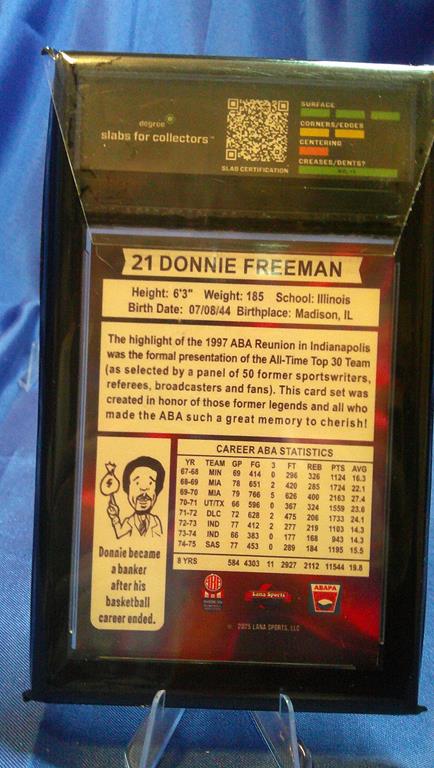 degree
slabs for collectors™
SLAB CERTIFICATION
SURFACE
CORNERS/EDGES
CENTERING
CREASES/DENTS?
21 DONNIE FREEMAN
Height: 6'3" Weight: 185 School: Illinois
Birth Date: 07/08/44 Birthplace: Madison, IL
The highlight of the 1997 ABA Reunion in Indianapolis
was the formal presentation of the All-Time Top 30 Team
(as selected by a panel of 50 former sportswriters,
referees, broadcasters and fans). This card set was
created in honor of those former legends and all who
made the ABA such a great memory to cherish!
Donnie became
a banker
after his
basketball
career ended.
CAREER ABA STATISTICS
YR TEAM GP FG 3 FT REB PTS AVG
67-68 MIN 69 414 0 296 326 1124 16.3
68-69 MIA 78 651 2 420 285 1724 22.1
69-70 MIA 79 766 5 626 400 2163 27.4
70-71 UT/TX 66 596 0 367 324 1559 23.6
71-72 DLC 72 628 2 475 206 1733 24.1
72-73 IND 77 412 2 277 219 1103 14.3
73-74 IND 66 383 0 177 168 943 14.3
74-75 SAS 77 453 0 289 184 1195 15.5
8 YRS 584 4303 11 2927 2112 11544 19.8
Lana Sports
ABAPA
© 2025 LANA SPORTS, LLC